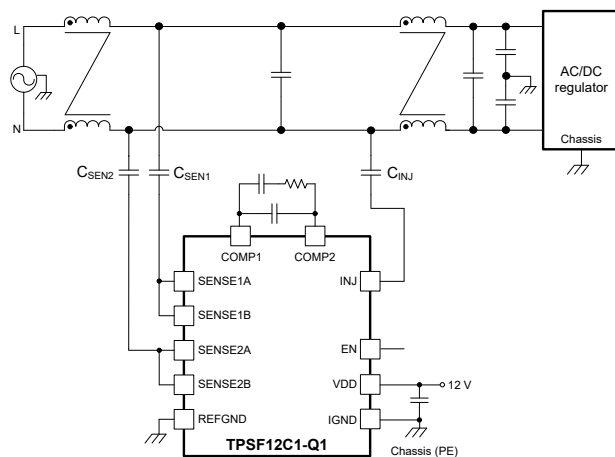 L
AC/DC
regulator
N
Chassis
CSEN2
CSEN1
CINJ
COMP1
COMP2
SENSE1A
INJ
SENSE1B
SENSE2A
EN
SENSE2B
VDD
12 V
REFGND
IGND
TPSF12C1-Q1
Chassis (PE)